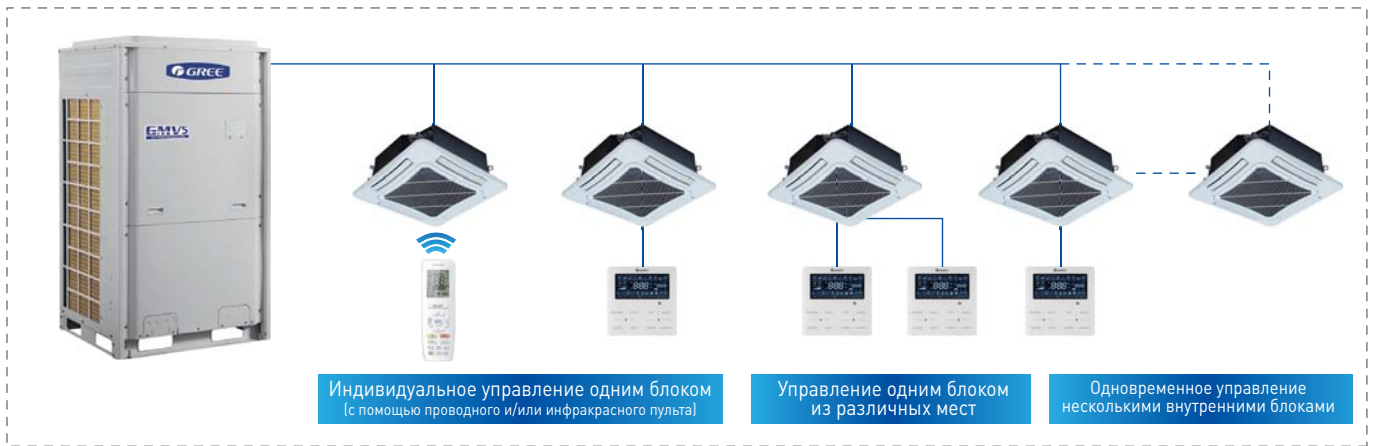 GREE
GMV5
Индивидуальное управление одним блоком
(с помощью проводного и/или инфракрасного пульта)
Управление одним блоком
из различных мест
Одновременное управление
несколькими внутренними блоками